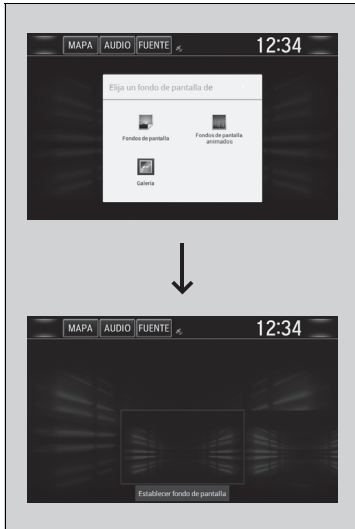 MAPA AUDIO FUENTE 12:34
Elija un fondo de pantalla de
Fondos de pantalla
Fondos de pantalla
animados
Galería
MAPA AUDIO FUENTE 12:34
Establecer fondo de pantalla